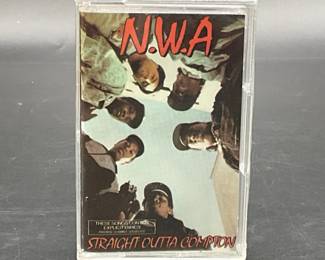 N.W.A
THESE SONGS CONTAIN
EXPLICIT LYRICS
STRAIGHT OUTTA COMPTON